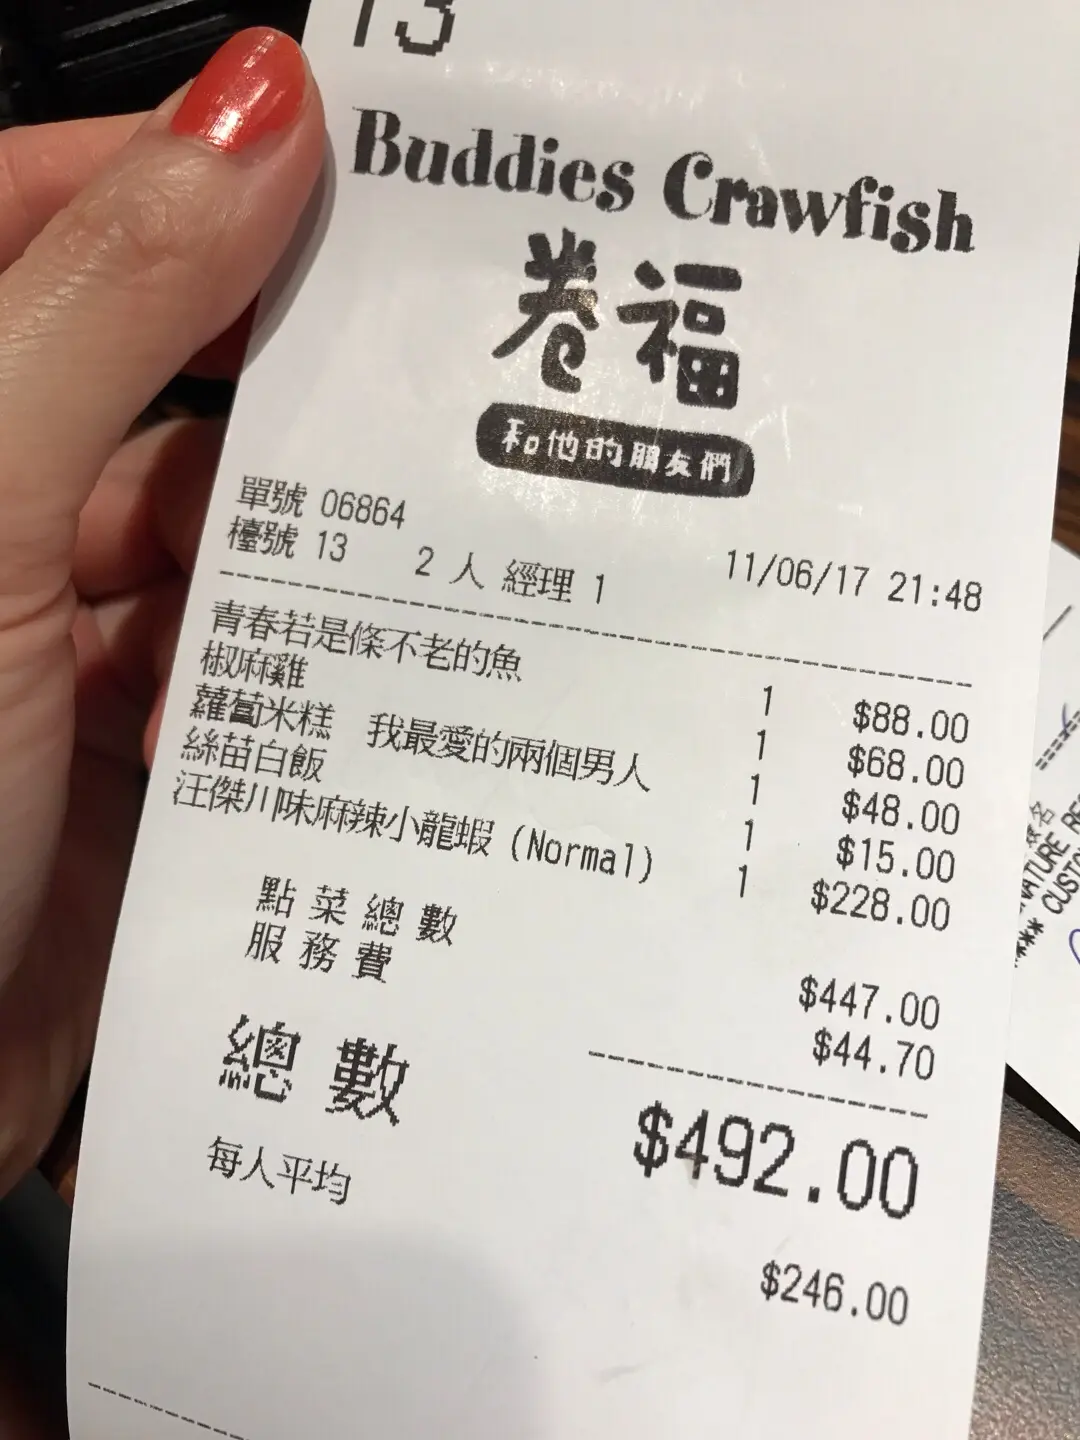 13
Buddies Crawfish
卷福
和他的朋友們
單號 06864
檯號 13 2 人 經理 1 11/06/17 21:48
青春若是條不老的魚 1 $88.00
椒麻雞 1 $68.00
蘿蔔米糕 我最愛的兩個男人 1 $48.00
絲苗白飯 1 $15.00
汪傑川味麻辣小龍蝦 (Normal) 1 $228.00
點菜總數 $447.00
服務費 $44.70
總數 $492.00
每人平均 $246.00